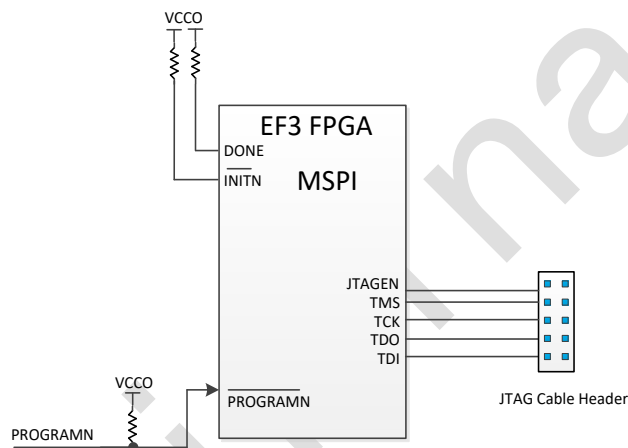 VCCO
EF3 FPGA
DONE
INITN
MSPI
JTAGEN
TMS
TCK
TDO
TDI
JTAG Cable Header
VCCO
PROGRAMN
PROGRAMN